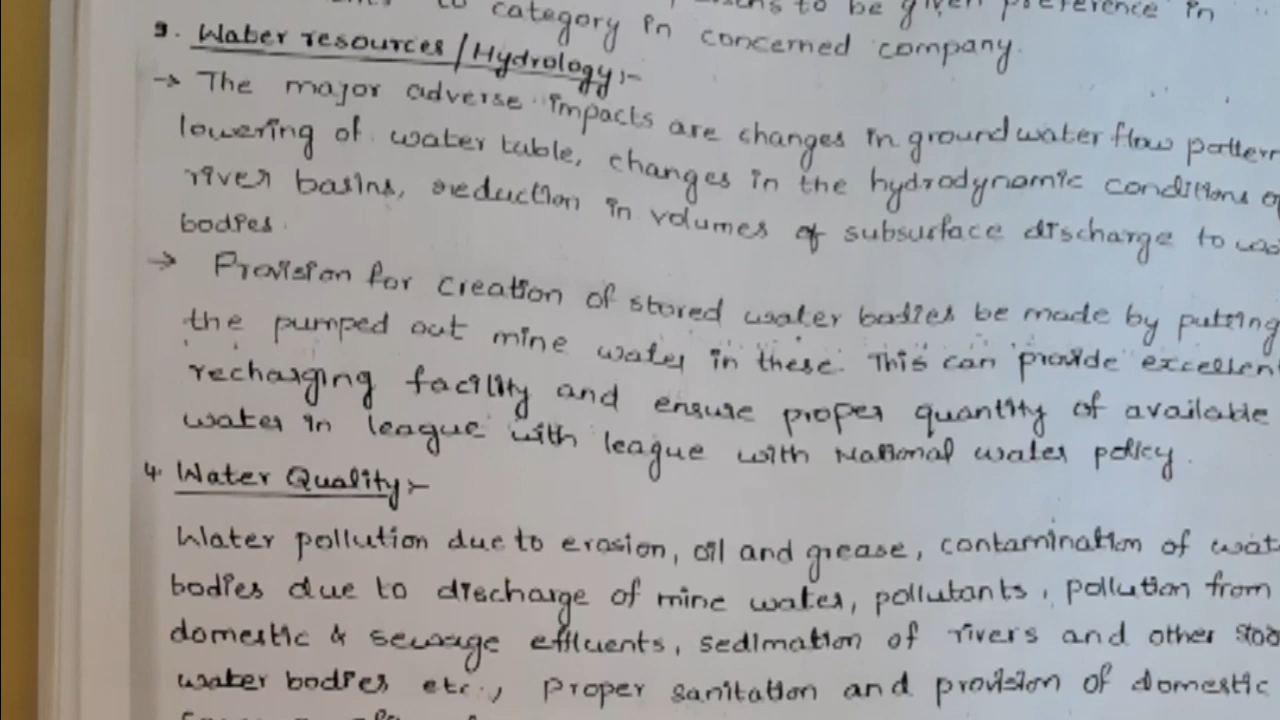 to category in concerned company.
3. Water resources / Hydrology :-
→ The major adverse impacts are changes in ground water flow pattern
lowering of water table, changes in the hydrodynamic conditions of
river basins, reduction in volumes of subsurface discharge to
bodies.
→ Provision for creation of stored water bodies be made by putting
the pumped out mine water in these. This can provide excellent
recharging facility and ensure proper quantity of available
water in league with league with National water policy.
4. Water Quality :-
Water pollution due to erosion, oil and grease, contamination of wat
bodies due to discharge of mine water, pollutants, pollution from
domestic & sewage effluents, sedimation of rivers and other
water bodies etc., Proper sanitation and provision of domestic